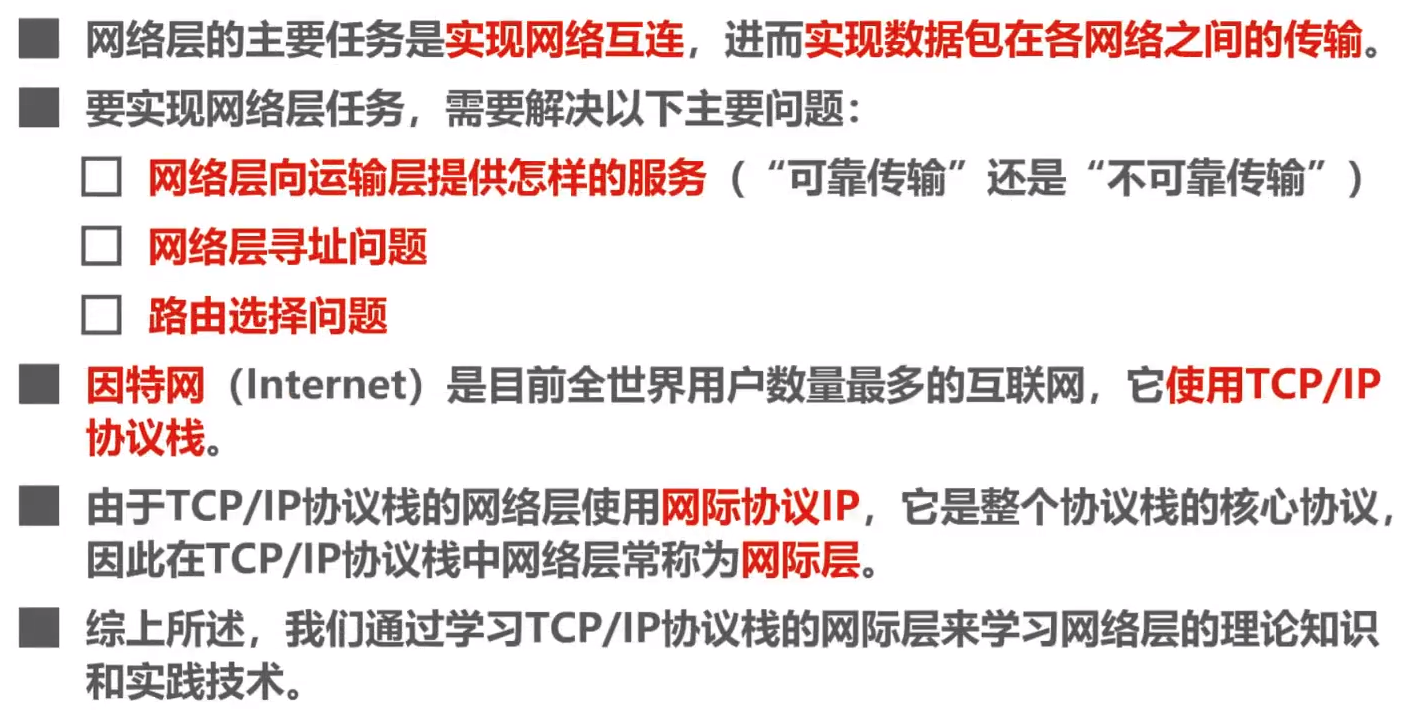 网络层的主要任务是实现网络互连，进而实现数据包在各网络之间的传输。
要实现网络层任务，需要解决以下主要问题：
网络层向运输层提供怎样的服务（“可靠传输”还是“不可靠传输”）
网络层寻址问题
路由选择问题
因特网（Internet）是目前全世界用户数量最多的互联网，它使用TCP/IP
协议栈。
由于TCP/IP协议栈的网络层使用网际协议IP，它是整个协议栈的核心协议，
因此在TCP/IP协议栈中网络层常称为网际层。
综上所述，我们通过学习TCP/IP协议栈的网际层来学习网络层的理论知识
和实践技术。